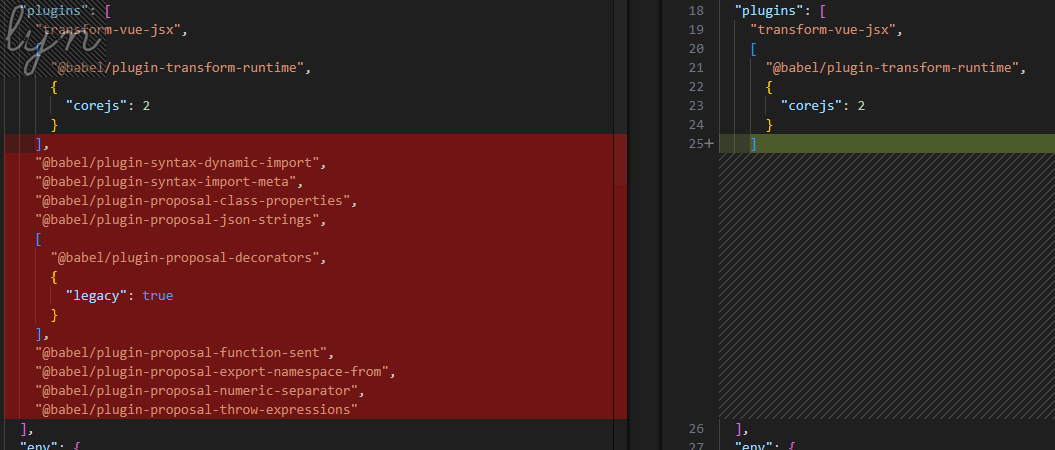 "plugins": [
"transform-vue-jsx",
[
"@babel/plugin-transform-runtime",
{
"corejs": 2
}
],
"@babel/plugin-syntax-dynamic-import",
"@babel/plugin-syntax-import-meta",
"@babel/plugin-proposal-class-properties",
"@babel/plugin-proposal-json-strings",
[
"@babel/plugin-proposal-decorators",
{
"legacy": true
}
],
"@babel/plugin-proposal-function-sent",
"@babel/plugin-proposal-export-namespace-from",
"@babel/plugin-proposal-numeric-separator",
"@babel/plugin-proposal-throw-expressions"
],
"env": {
lyn
18 "plugins": [
19 "transform-vue-jsx",
20 [
21 "@babel/plugin-transform-runtime",
22 {
23 "corejs": 2
24 }
25+ ]
26 ],
27 "env": {